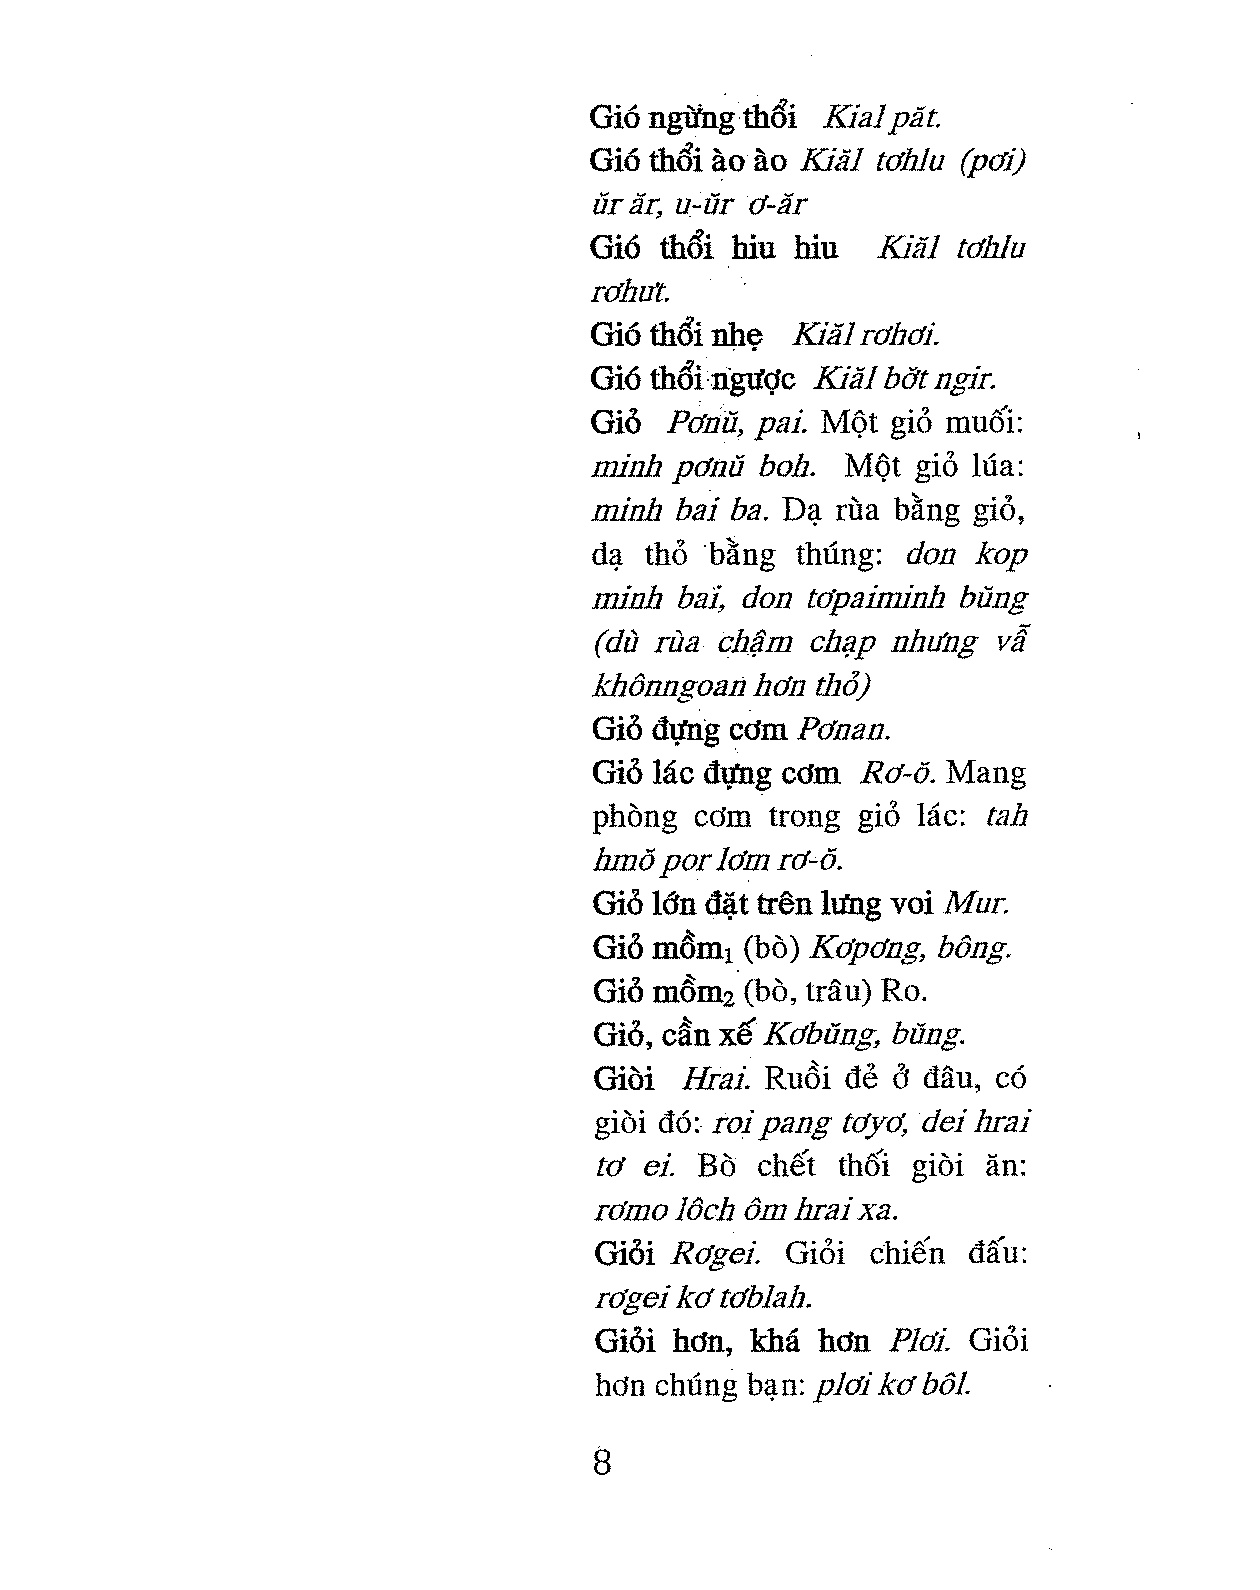 Gió ngừng thổi Kial păt.
Gió thổi ào ào Kiăl tơhlu (pơi)
ŭr ăr, u-ŭr ơ-ăr
Gió thổi hiu hiu Kiăl tơhlu
rơhưt.
Gió thổi nhẹ Kiăl rơhơi.
Gió thổi ngược Kiăl bơ̆t ngir.
Giỏ Pơnŭ, pai. Một giỏ muối:
minh pơnŭ boh. Một giỏ lúa:
minh bai ba. Dạ rùa bằng giỏ,
dạ thỏ bằng thúng: don kop
minh bai, don tơpaiminh bŭng
(dù rùa chậm chạp nhưng vẫ
khônngoan hơn thỏ)
Giỏ đựng cơm Pơnan.
Giỏ lác đựng cơm Rơ-ŏ. Mang
phòng cơm trong giỏ lác: tah
hmŏ por lơm rơ-ŏ.
Giỏ lớn đặt trên lưng voi Mur.
Giỏ mồm₁ (bò) Kơpơng, bông.
Giỏ mồm₂ (bò, trâu) Ro.
Giỏ, cần xế Kơbŭng, bŭng.
Giòi Hrai. Ruồi đẻ ở đâu, có
giòi đó: roi pang tơyơ, dei hrai
tơ ei. Bò chết thối giòi ăn:
rơmo lôch ôm hrai xa.
Giỏi Rơgei. Giỏi chiến đấu:
rơgei kơ tơblah.
Giỏi hơn, khá hơn Plơi. Giỏi
hơn chúng bạn: plơi kơ bôl.
8